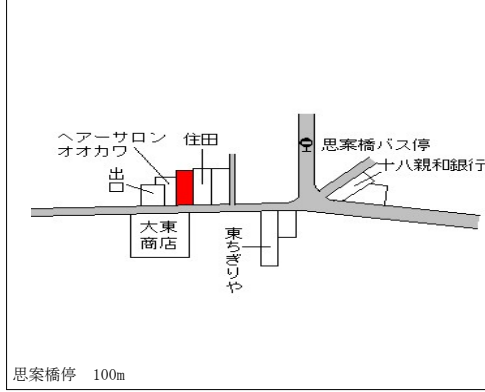 ヘアーサロン
オオカワ
住田
思案橋バス停
十八親和銀行
出口
大東
商店
東ちぎりや
思案橋停　100m